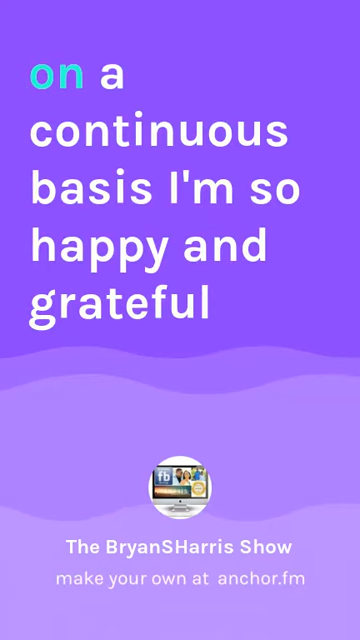 on a
continuous
basis I'm so
happy and
grateful
fb
The BryanSHarris Show
make your own at anchor.fm